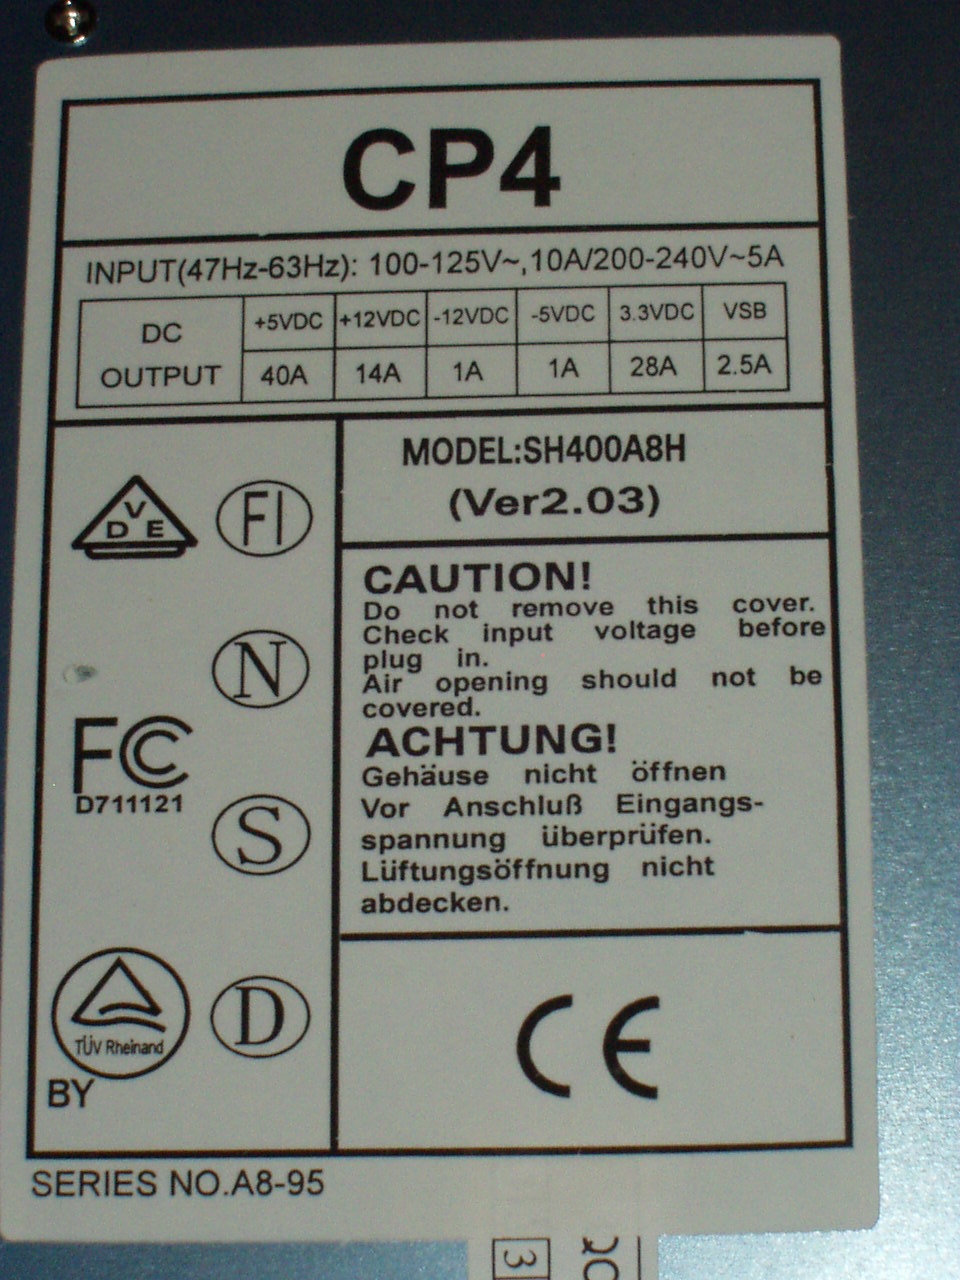 CP4
INPUT(47Hz-63Hz): 100-125V~,10A/200-240V~5A
DC OUTPUT
+5VDC +12VDC -12VDC -5VDC 3.3VDC VSB
40A 14A 1A 1A 28A 2.5A
MODEL:SH400A8H
(Ver2.03)
VDE
FI
N
FC
D711121
S
TÜV Rheinland
D
BY
CAUTION!
Do not remove this cover.
Check input voltage before
plug in.
Air opening should not be
covered.
ACHTUNG!
Gehäuse nicht öffnen
Vor Anschluß Eingangs-
spannung überprüfen.
Lüftungsöffnung nicht
abdecken.
CE
SERIES NO.A8-95
3